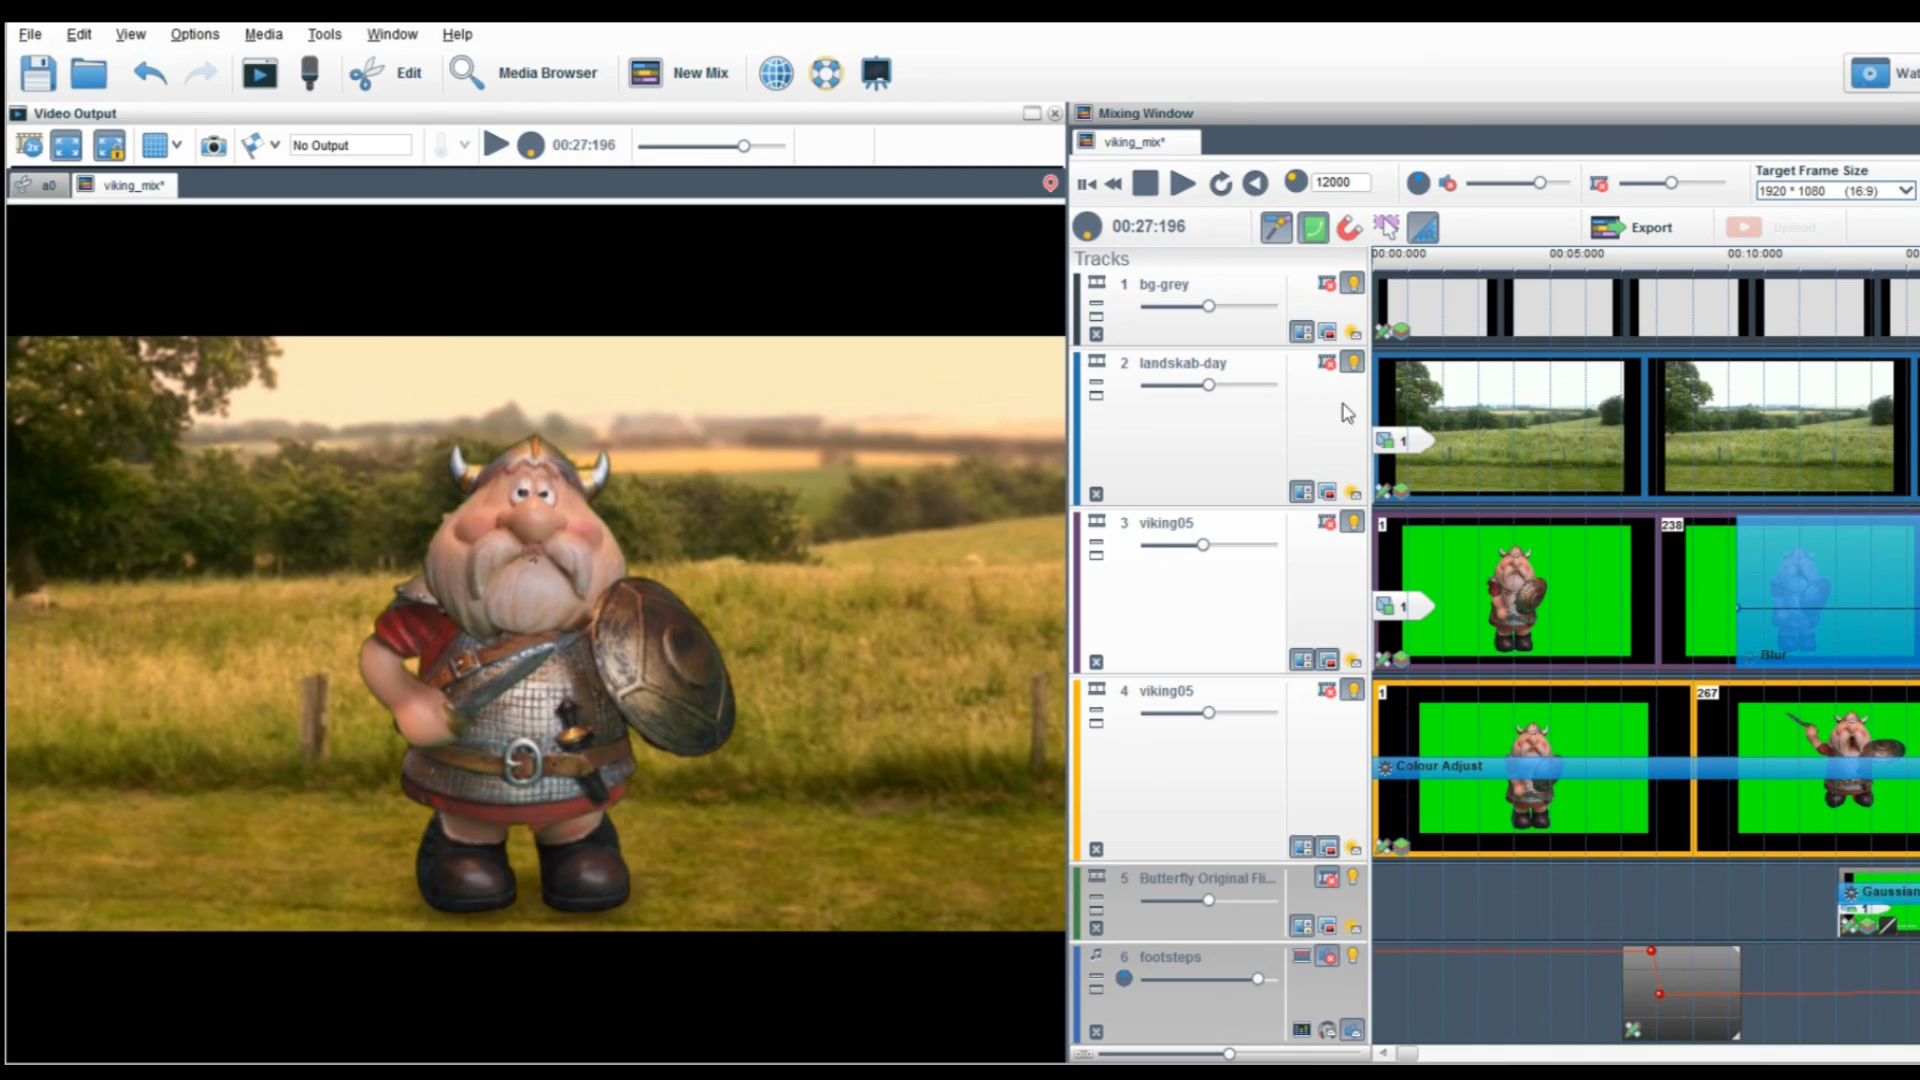 File Edit View Options Media Tools Window Help
Edit Media Browser New Mix
Video Output
2x No Output 00:27:196
a0 viking_mix*
Mixing Window
viking_mix*
12000
Target Frame Size
1920 * 1080 (16:9)
00:27:196
Export
Upload
Tracks
00:00:000 00:05:000 00:10:000
1 bg-grey
2 landskab-day
1
3 viking05
1 238
1
Blur
4 viking05
1 267
Colour Adjust
5 Butterfly Original Fli...
Gaussian
1
6 footsteps